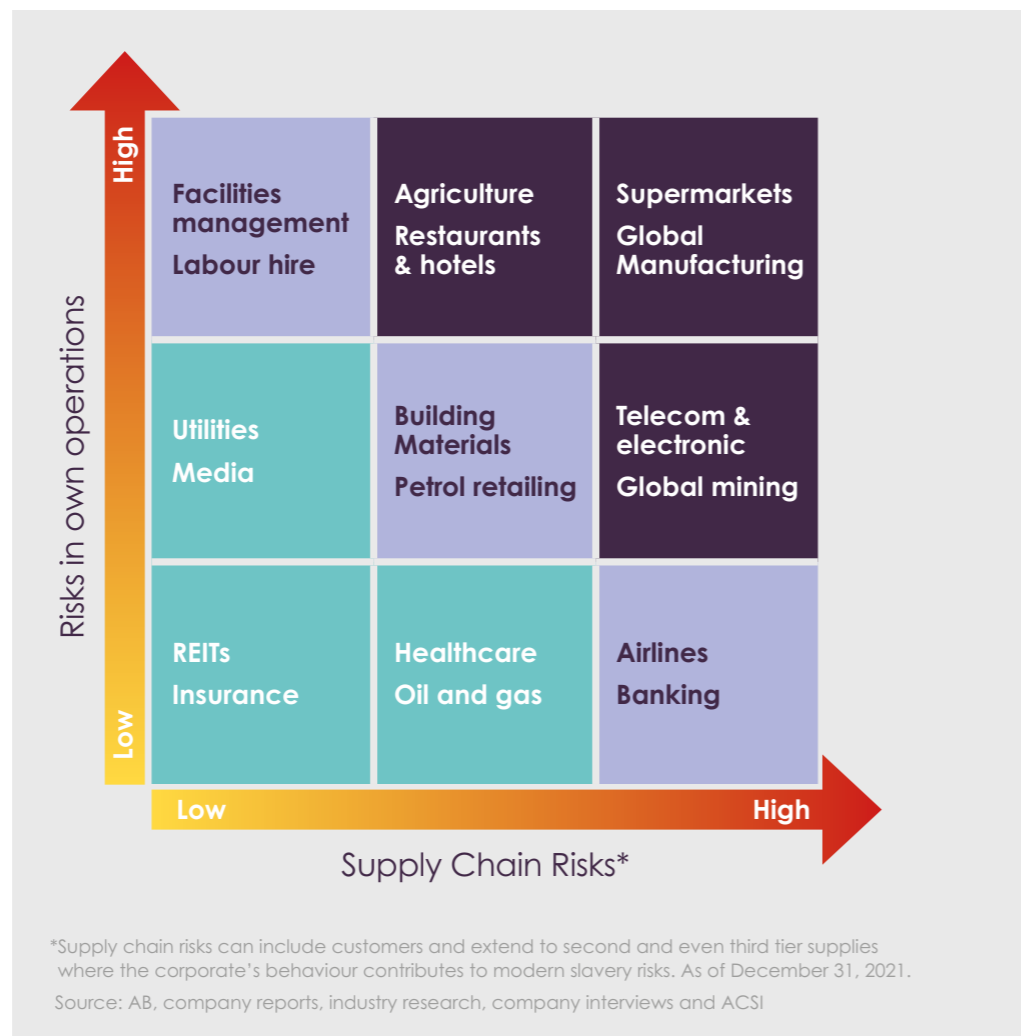 High
Facilities
management
Labour hire
Agriculture
Restaurants
& hotels
Supermarkets
Global
Manufacturing
Risks in own operations
Utilities
Media
Building
Materials
Petrol retailing
Telecom &
electronic
Global mining
REITs
Insurance
Healthcare
Oil and gas
Airlines
Banking
Low
Low
High
Supply Chain Risks*
*Supply chain risks can include customers and extend to second and even third tier supplies
where the corporate's behaviour contributes to modern slavery risks. As of December 31, 2021.
Source: AB, company reports, industry research, company interviews and ACSI